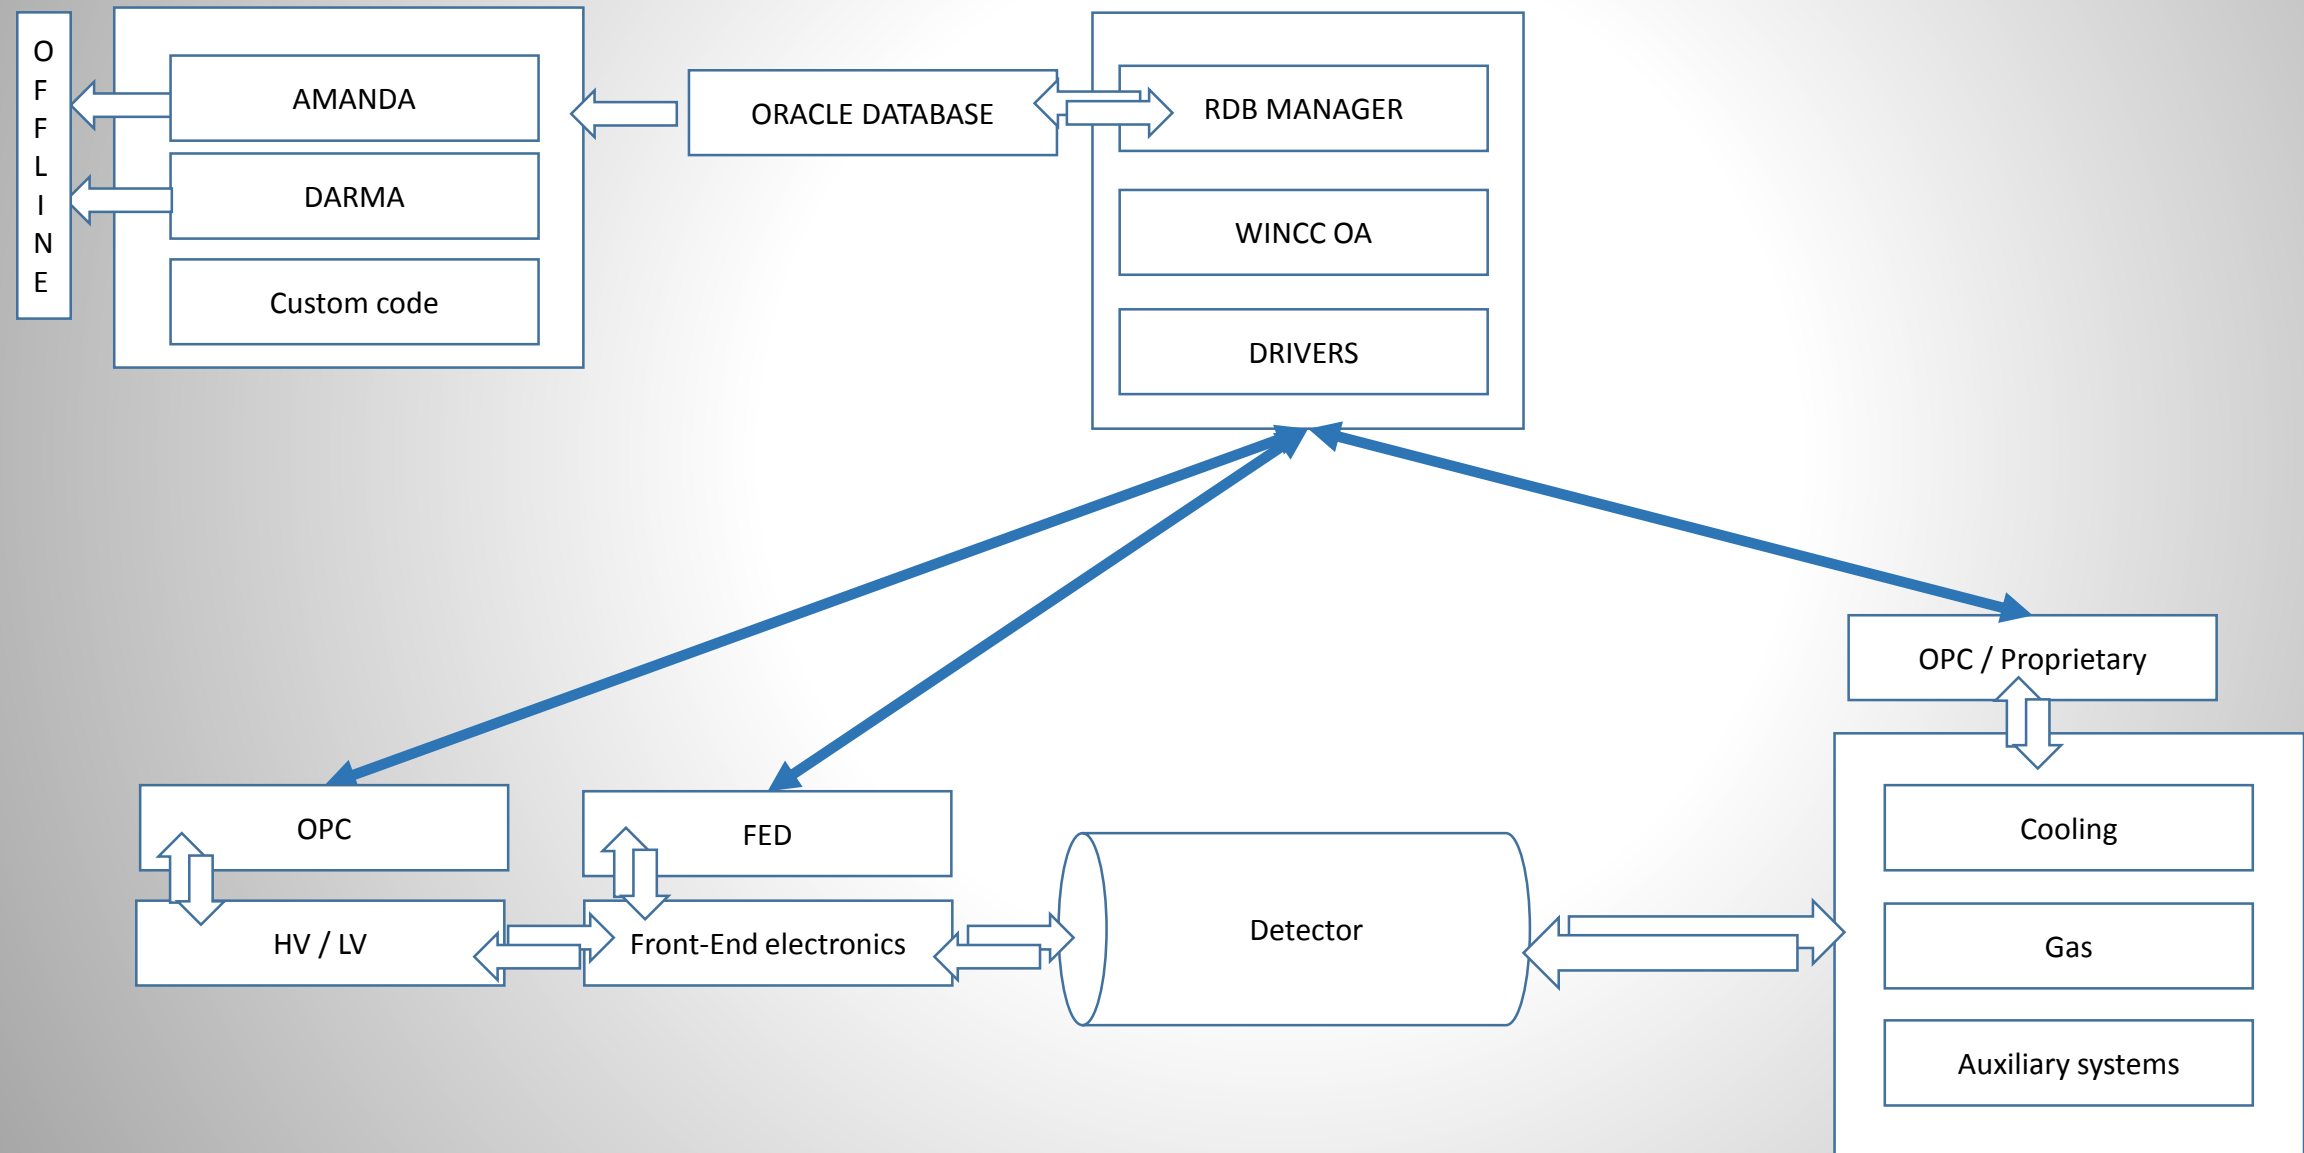 OFFLINE
AMANDA
DARMA
Custom code
ORACLE DATABASE
RDB MANAGER
WINCC OA
DRIVERS
OPC / Proprietary
OPC
FED
HV / LV
Front-End electronics
Detector
Cooling
Gas
Auxiliary systems